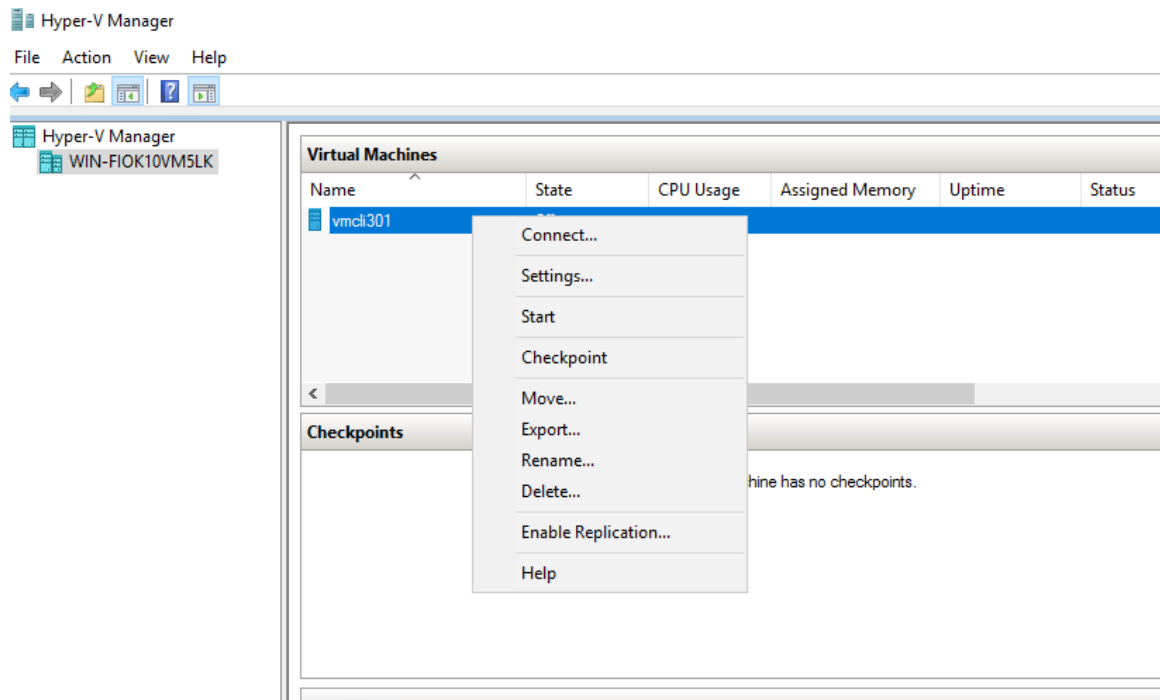 Hyper-V Manager
File Action View Help
Hyper-V Manager
WIN-FIOK10VM5LK
Virtual Machines
Name State CPU Usage Assigned Memory Uptime Status
vmcli301
Connect...
Settings...
Start
Checkpoint
Move...
Export...
Rename...
Delete...
Enable Replication...
Help
Checkpoints
hine has no checkpoints.